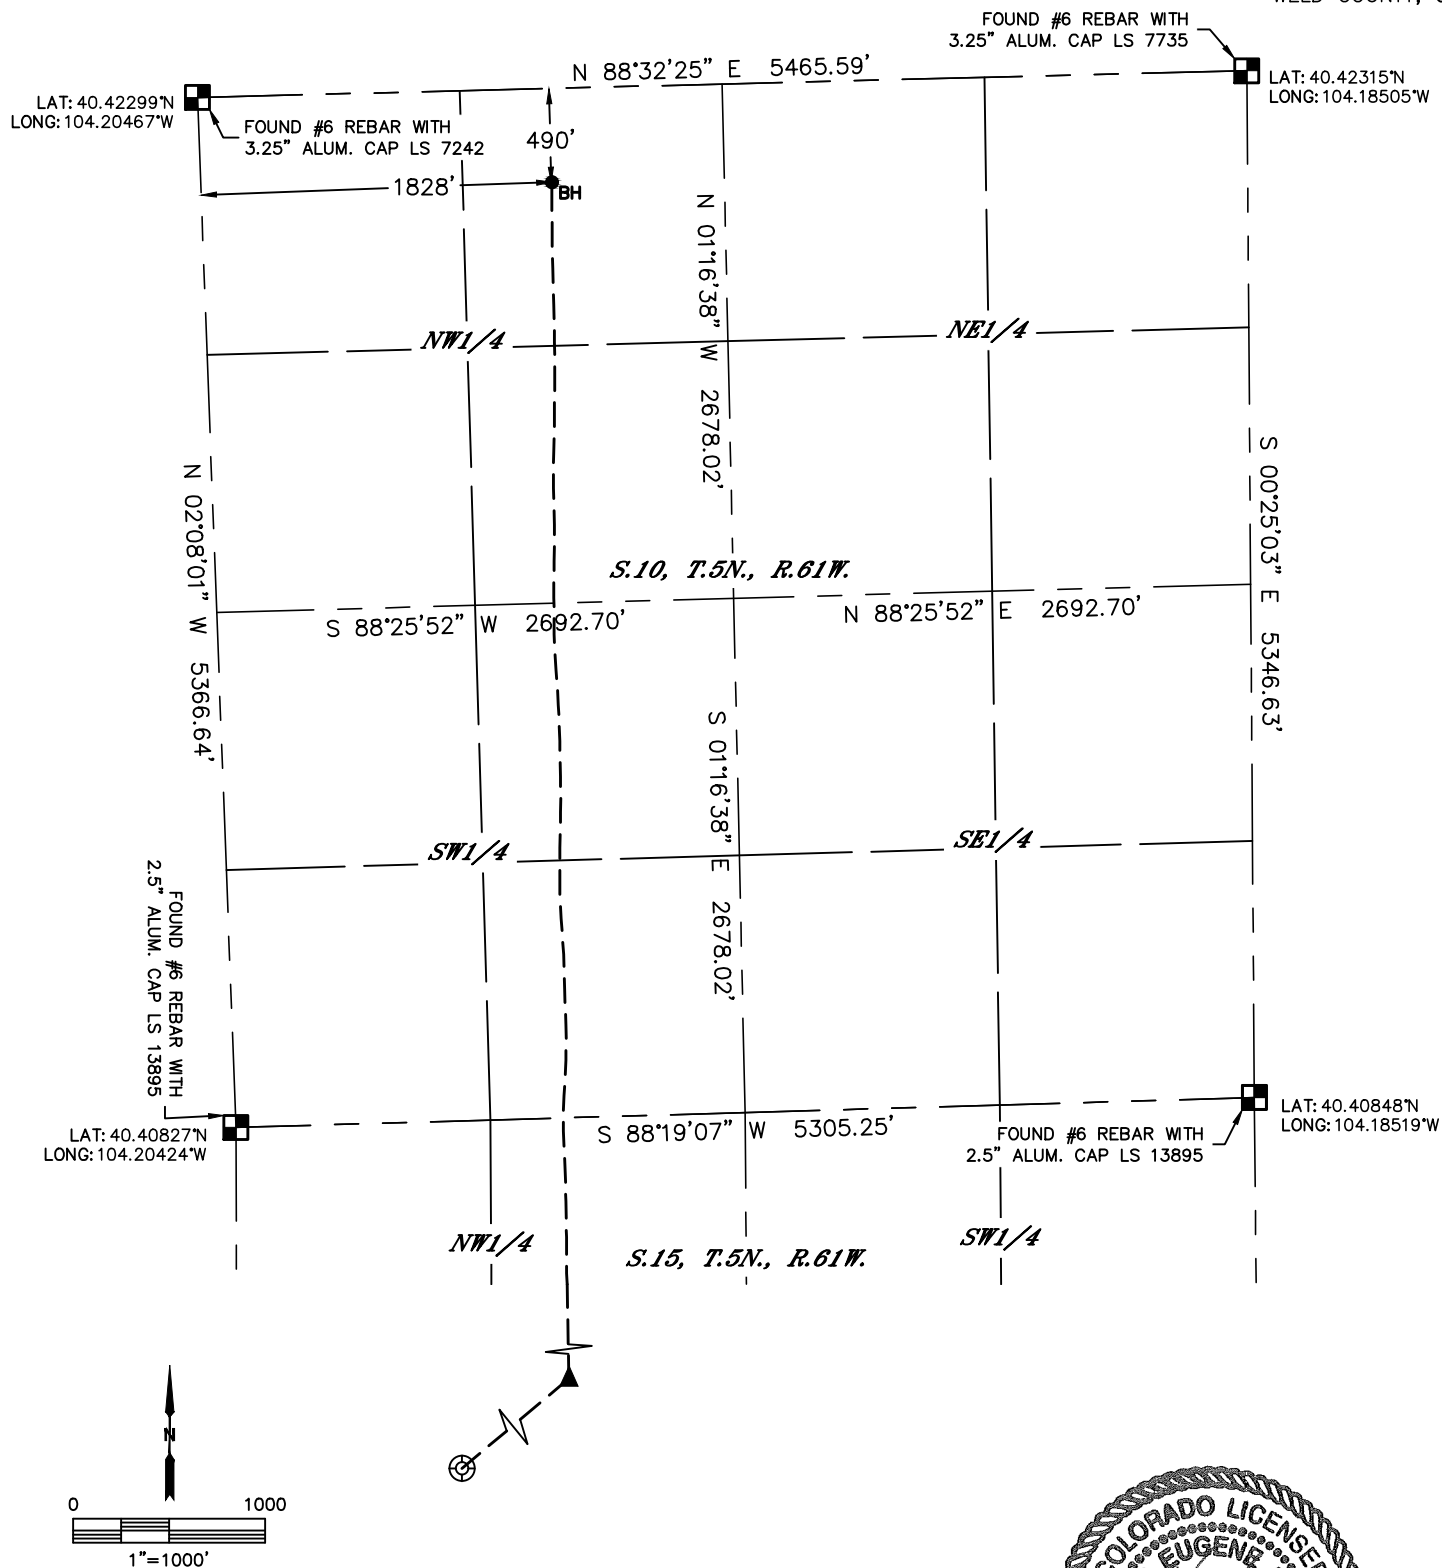 FOUND #6 REBAR WITH
3.25" ALUM. CAP LS 7735
N 88°32'25" E 5465.59'
LAT: 40.42299°N
LONG: 104.20467°W
LAT: 40.42315°N
LONG: 104.18505°W
FOUND #6 REBAR WITH
3.25" ALUM. CAP LS 7242
490'
1828'
BH
N 01°16'38" W 2678.02'
NW1/4
NE1/4
N 02°08'01" W 5366.64'
S 00°25'03" E 5346.63'
S.10, T.5N., R.61W.
S 88°25'52" W 2692.70'
N 88°25'52" E 2692.70'
S 01°16'38" E 2678.02'
SW1/4
SE1/4
FOUND #6 REBAR WITH
2.5" ALUM. CAP LS 13895
LAT: 40.40827°N
LONG: 104.20424°W
S 88°19'07" W 5305.25'
FOUND #6 REBAR WITH
2.5" ALUM. CAP LS 13895
LAT: 40.40848°N
LONG: 104.18519°W
NW1/4
SW1/4
S.15, T.5N., R.61W.
N
0 1000
1"=1000'
COLORADO LICENSED
EUGENE